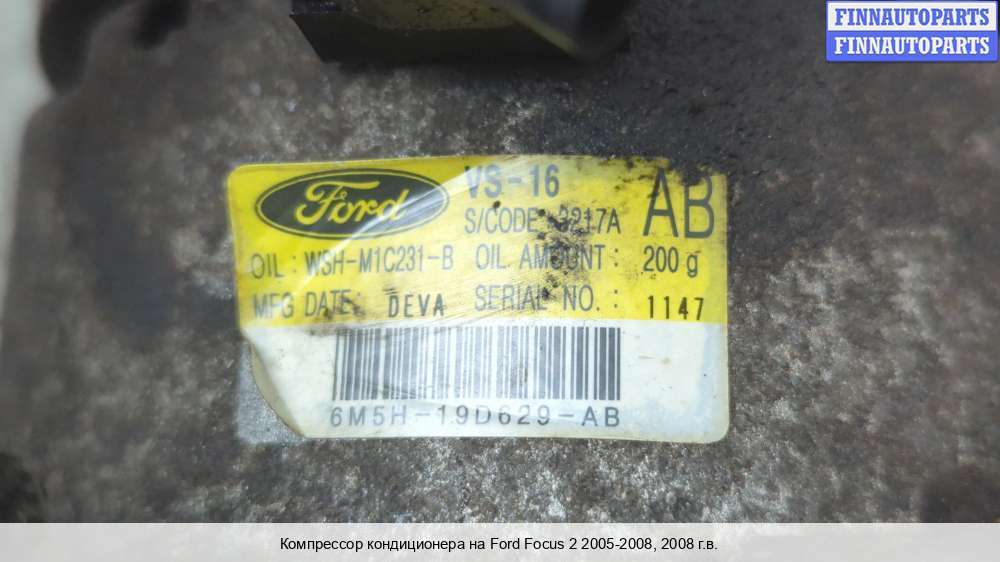 FINNAUTOPARTS
FINNAUTOPARTS
Ford
VS-16
AB
S/CODE 3217A
OIL : WSH-M1C231-B OIL AMOUNT : 200 g
MFG DATE: DEVA SERIAL NO. : 1147
6M5H-19D629-AB
Компрессор кондиционера на Ford Focus 2 2005-2008, 2008 г.в.